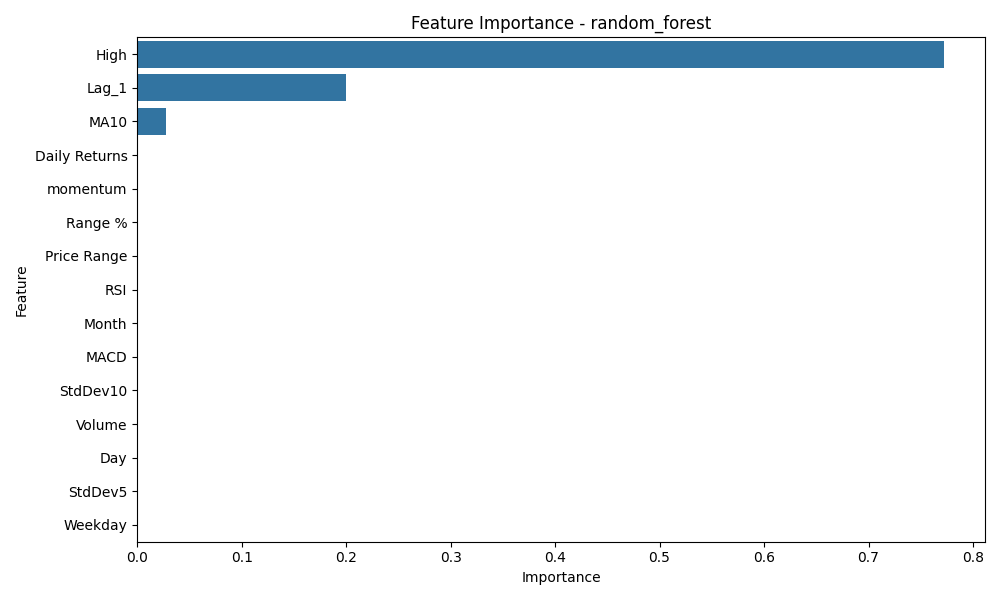 Feature Importance - random_forest
Feature
High
Lag_1
MA10
Daily Returns
momentum
Range %
Price Range
RSI
Month
MACD
StdDev10
Volume
Day
StdDev5
Weekday
0.0 0.1 0.2 0.3 0.4 0.5 0.6 0.7 0.8
Importance